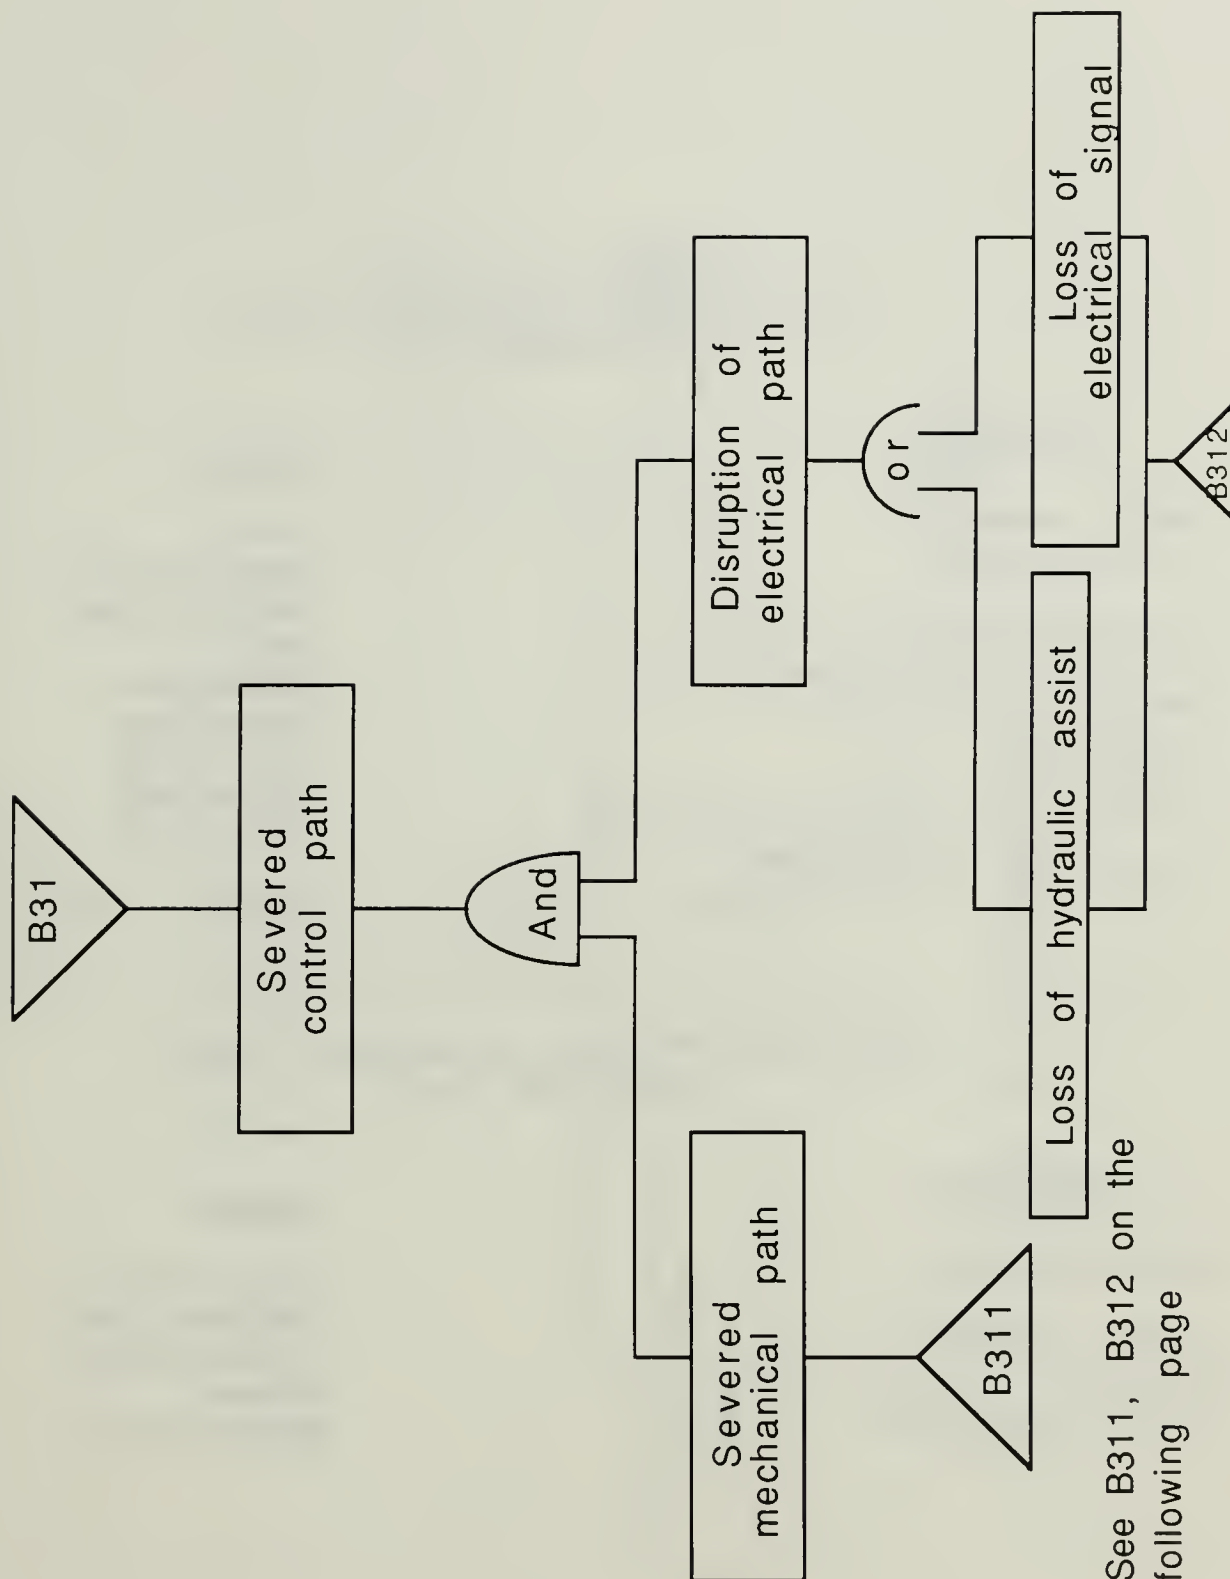 B31
Severed
control path
And
Severed
mechanical path
Disruption of
electrical path
or
B311
Loss of hydraulic assist
Loss of
electrical signal
B312
See B311, B312 on the
following page